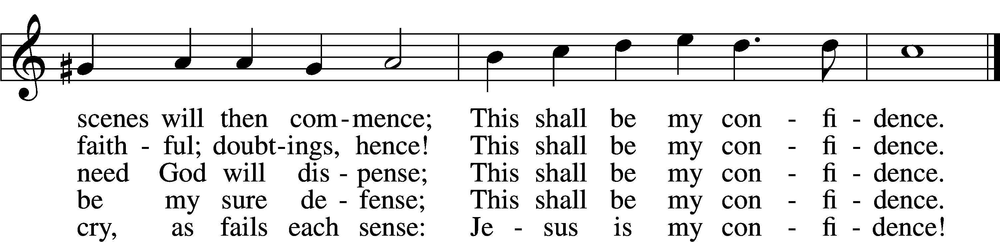 scenes will then com - mence; This shall be my con - fi - dence.
faith - ful; doubt - ings, hence! This shall be my con - fi - dence.
need God will dis - pense; This shall be my con - fi - dence.
be my sure de - fense; This shall be my con - fi - dence.
cry, as fails each sense: Je - sus is my con - fi - dence!